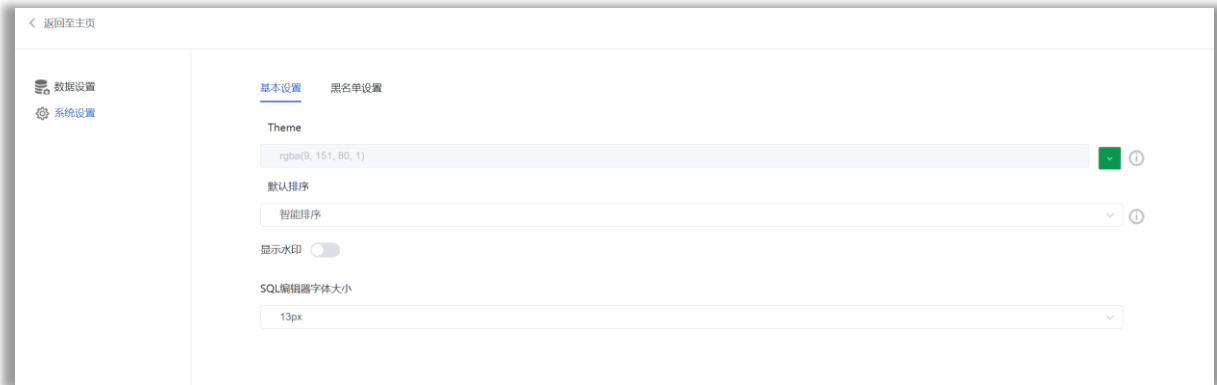 返回至主页
数据设置
系统设置
基本设置 黑名单设置
Theme
rgba(9, 151, 80, 1)
默认排序
智能排序
显示水印
SQL编辑器字体大小
13px